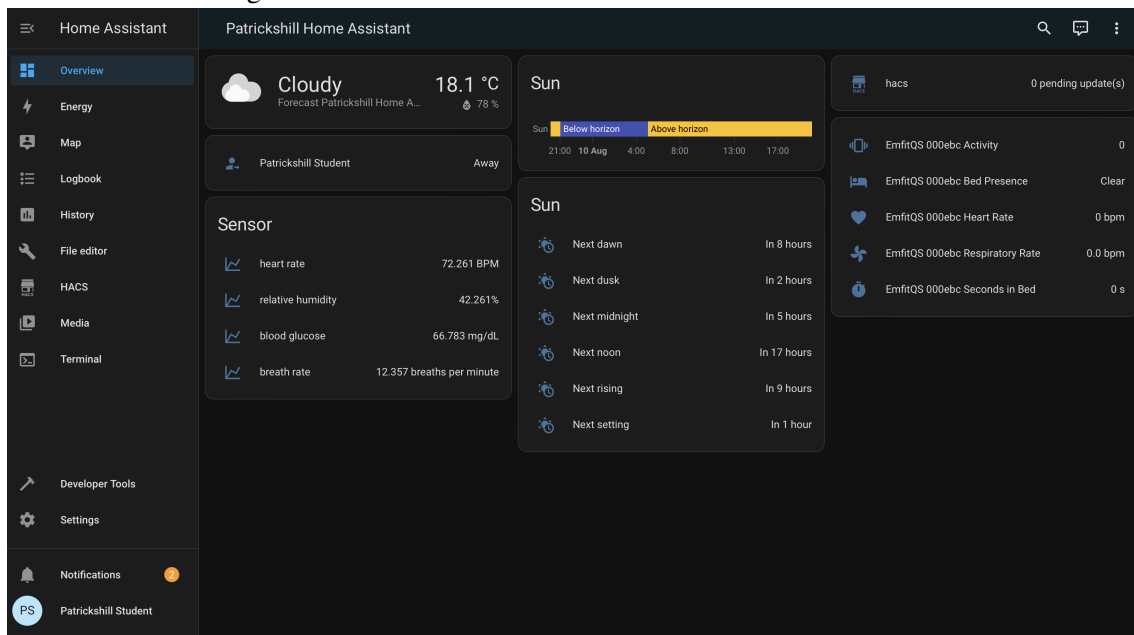 Home Assistant
Overview
Energy
Map
Logbook
History
File editor
HACS
HACS
Media
Terminal
Developer Tools
Settings
Notifications 2
PS Patrickshill Student
Patrickshill Home Assistant
Cloudy 18.1 °C
Forecast Patrickshill Home A... 78 %
Patrickshill Student Away
Sensor
heart rate 72.261 BPM
relative humidity 42.261%
blood glucose 66.783 mg/dL
breath rate 12.357 breaths per minute
Sun
Sun Below horizon Above horizon
21:00 10 Aug 4:00 8:00 13:00 17:00
Sun
Next dawn In 8 hours
Next dusk In 2 hours
Next midnight In 5 hours
Next noon In 17 hours
Next rising In 9 hours
Next setting In 1 hour
HACS
hacs 0 pending update(s)
EmfitQS 000ebc Activity 0
EmfitQS 000ebc Bed Presence Clear
EmfitQS 000ebc Heart Rate 0 bpm
EmfitQS 000ebc Respiratory Rate 0.0 bpm
EmfitQS 000ebc Seconds in Bed 0 s